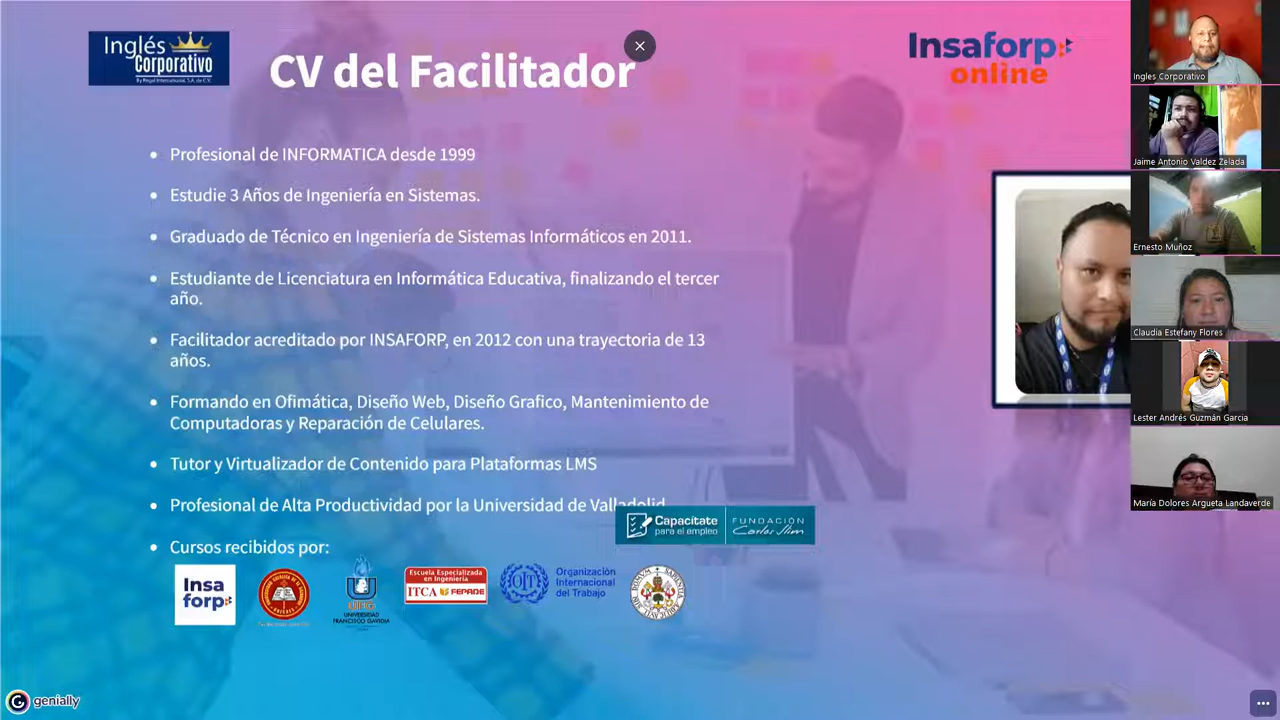 Inglés
Corporativo
By Regal International, S.A. de C.V.
CV del Facilitador
Insaforp
online
• Profesional de INFORMATICA desde 1999
• Estudie 3 Años de Ingeniería en Sistemas.
• Graduado de Técnico en Ingeniería de Sistemas Informáticos en 2011.
• Estudiante de Licenciatura en Informática Educativa, finalizando el tercer
año.
• Facilitador acreditado por INSAFORP, en 2012 con una trayectoria de 13
años.
• Formando en Ofimática, Diseño Web, Diseño Grafico, Mantenimiento de
Computadoras y Reparación de Celulares.
• Tutor y Virtualizador de Contenido para Plataformas LMS
• Profesional de Alta Productividad por la Universidad de Valladolid
Capacítate
para el empleo
FUNDACIÓN
Carlos Slim
• Cursos recibidos por:
Insa
forp
UFG
UNIVERSIDAD
FRANCISCO GAVIDIA
Escuela Especializada
en Ingeniería
ITCA FEPADE
OIT
Organización
Internacional
del Trabajo
genially
Ingles Corporativo
Jaime Antonio Valdez Zelada
Ernesto Muñoz
Claudia Estefany Flores
Lester Andrés Guzmán Garcia
María Dolores Argueta Landaverde